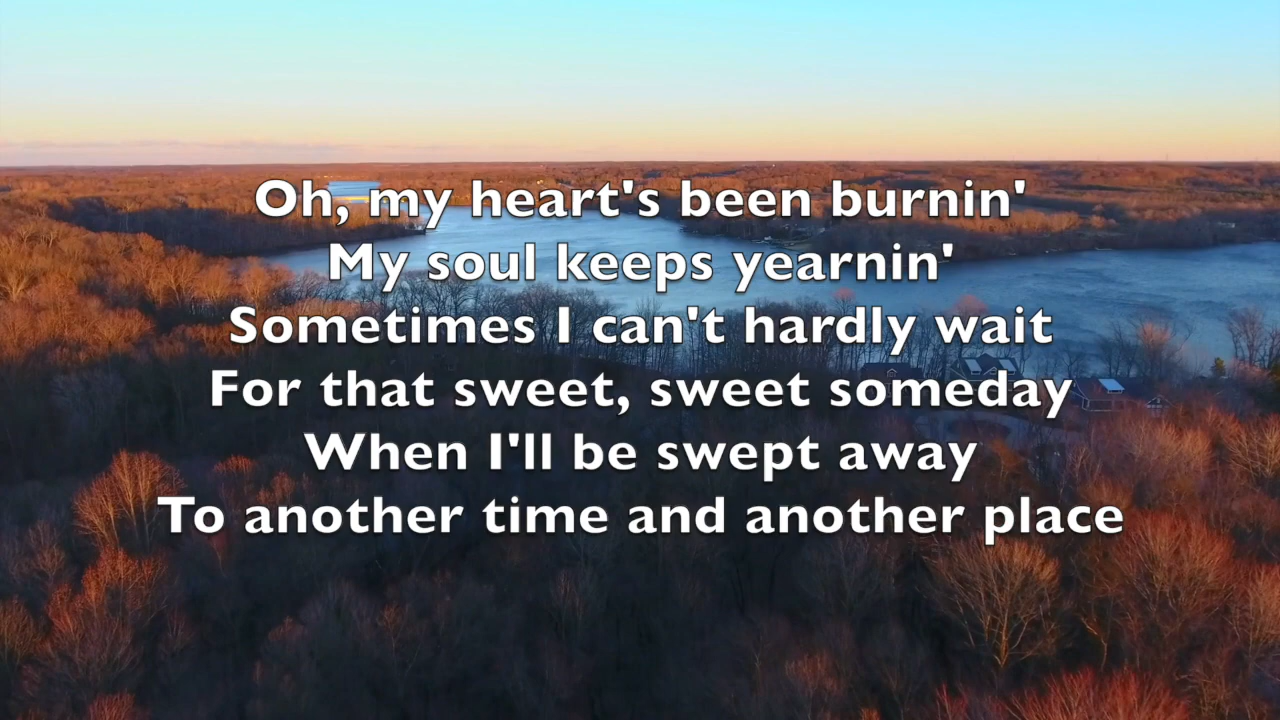 Oh, my heart's been burnin'
My soul keeps yearnin'
Sometimes I can't hardly wait
For that sweet, sweet someday
When I'll be swept away
To another time and another place